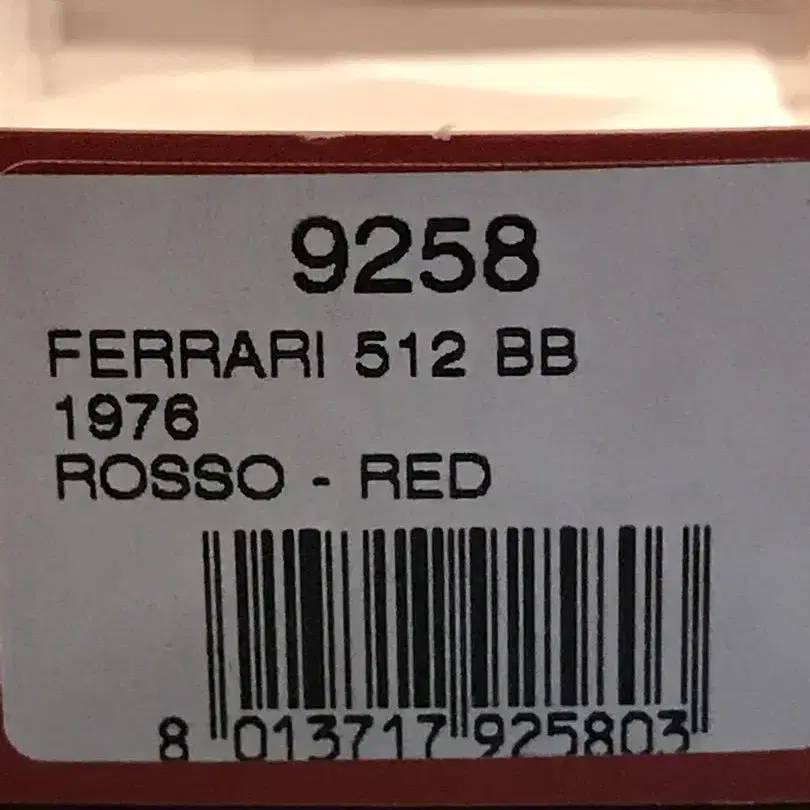 9258
FERRARI 512 BB
1976
ROSSO - RED
8 013717 925803